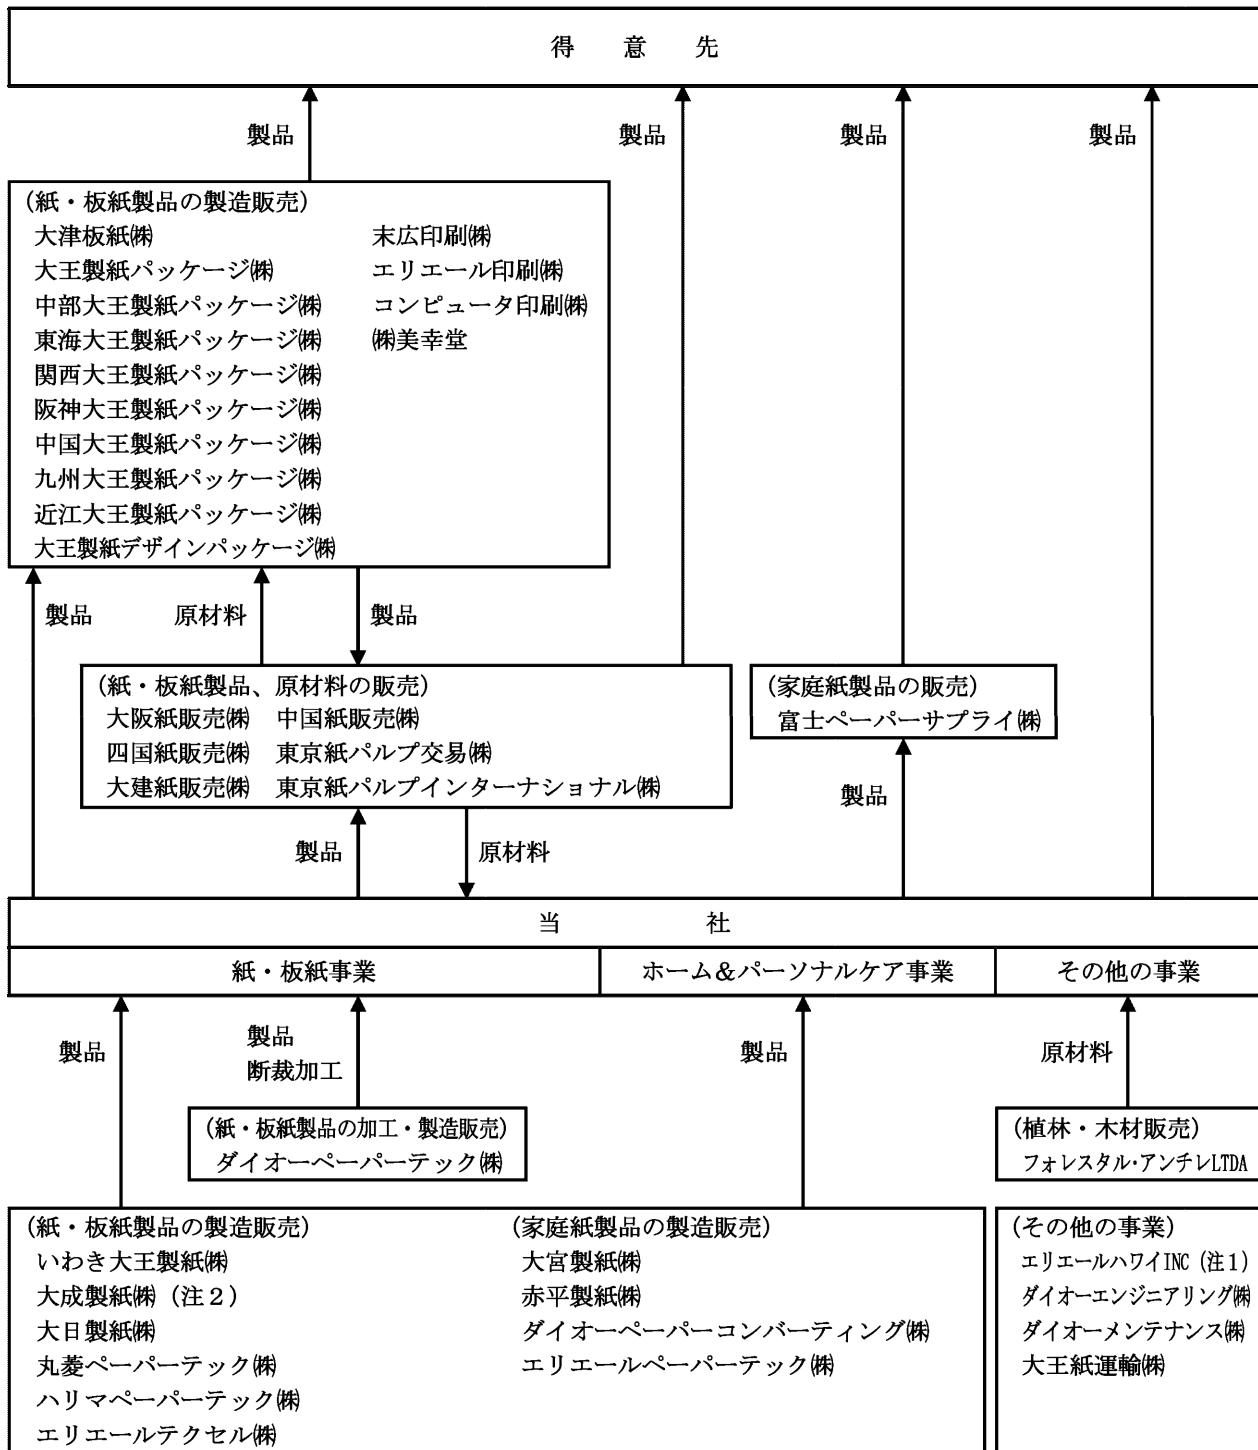 得　意　先
製品　製品　製品　製品
(紙・板紙製品の製造販売)
大津板紙㈱　末広印刷㈱
大王製紙パッケージ㈱　エリエール印刷㈱
中部大王製紙パッケージ㈱　コンピュータ印刷㈱
東海大王製紙パッケージ㈱　㈱美幸堂
関西大王製紙パッケージ㈱
阪神大王製紙パッケージ㈱
中国大王製紙パッケージ㈱
九州大王製紙パッケージ㈱
近江大王製紙パッケージ㈱
大王製紙デザインパッケージ㈱
製品　原材料　製品
(紙・板紙製品、原材料の販売)
大阪紙販売㈱　中国紙販売㈱
四国紙販売㈱　東京紙パルプ交易㈱
大建紙販売㈱　東京紙パルプインターナショナル㈱
(家庭紙製品の販売)
富士ペーパーサプライ㈱
製品　原材料　製品
当　社
紙・板紙事業　ホーム＆パーソナルケア事業　その他の事業
製品　製品　製品　原材料
断裁加工
(紙・板紙製品の加工・製造販売)
ダイオーペーパーテック㈱
(植林・木材販売)
フォレスタル・アンチレLTDA
(紙・板紙製品の製造販売)
いわき大王製紙㈱
大成製紙㈱（注２）
大日製紙㈱
丸菱ペーパーテック㈱
ハリマペーパーテック㈱
エリエールテクセル㈱
(家庭紙製品の製造販売)
大宮製紙㈱
赤平製紙㈱
ダイオーペーパーコンバーティング㈱
エリエールペーパーテック㈱
(その他の事業)
エリエールハワイINC（注１）
ダイオーエンジニアリング㈱
ダイオーメンテナンス㈱
大王紙運輸㈱